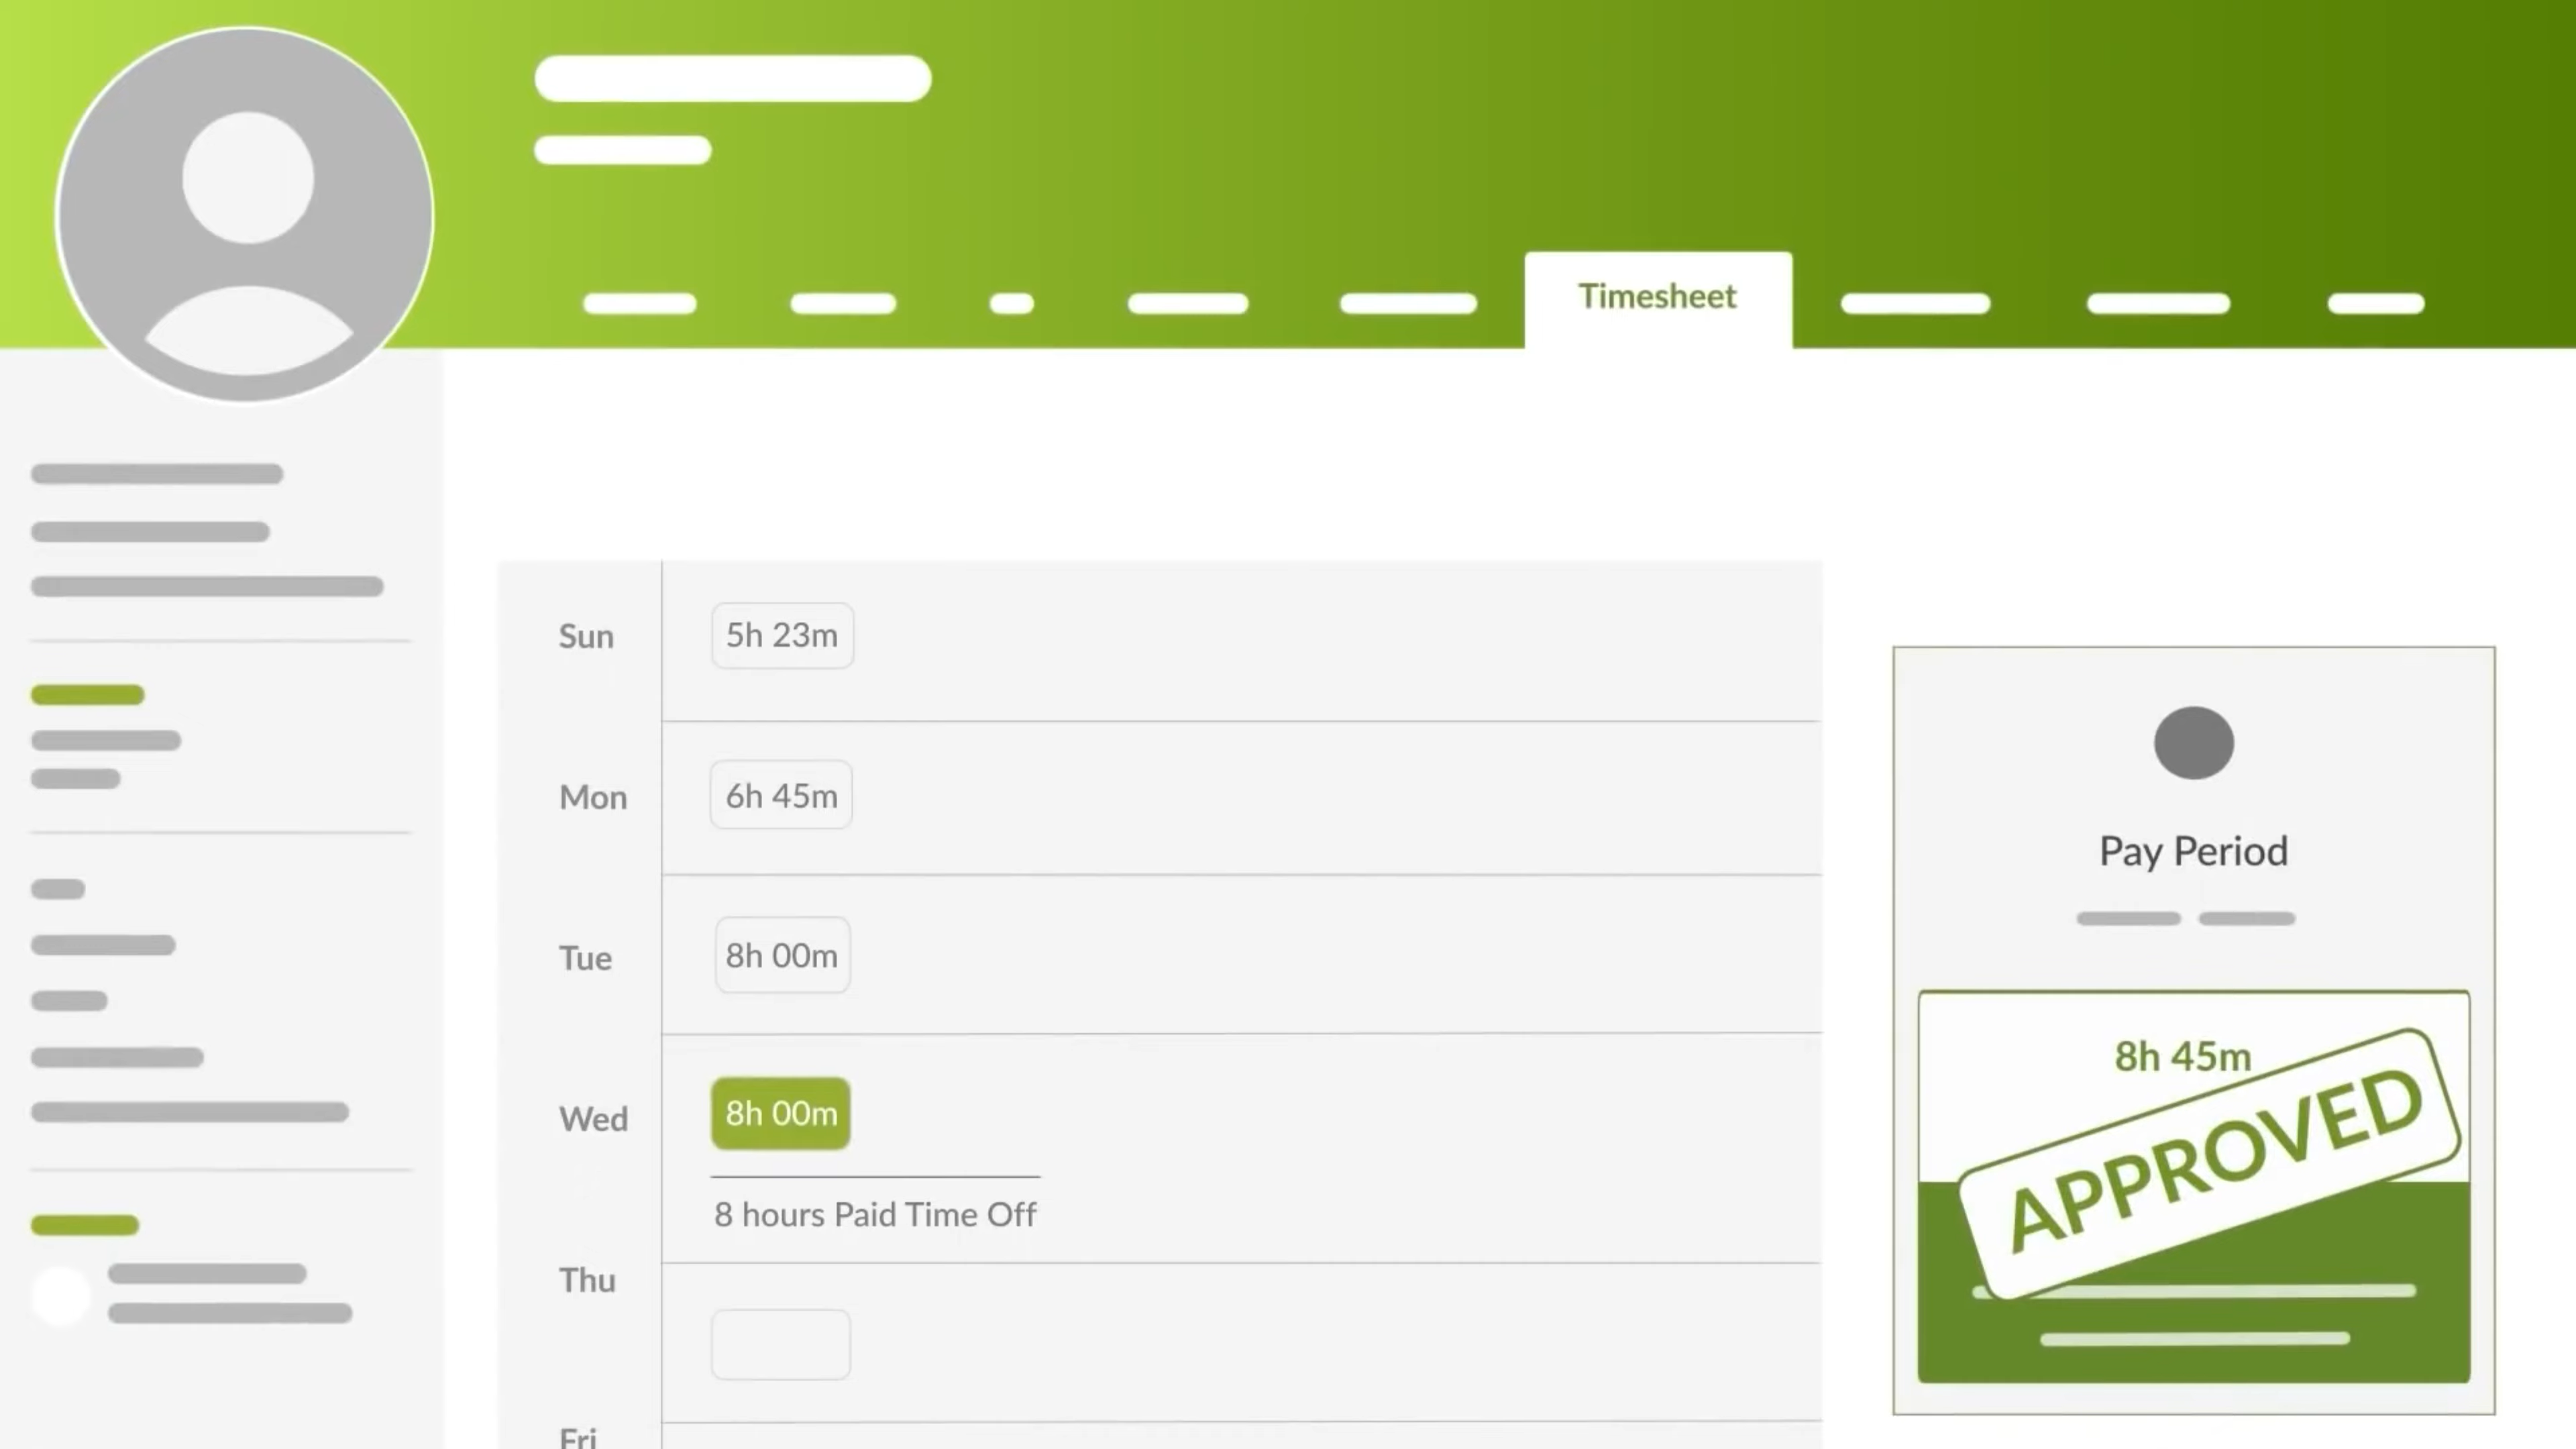 Timesheet
Sun
5h 23m
Mon
6h 45m
Tue
8h 00m
Wed
8h 00m
8 hours Paid Time Off
Thu
Fri
Pay Period
8h 45m
APPROVED